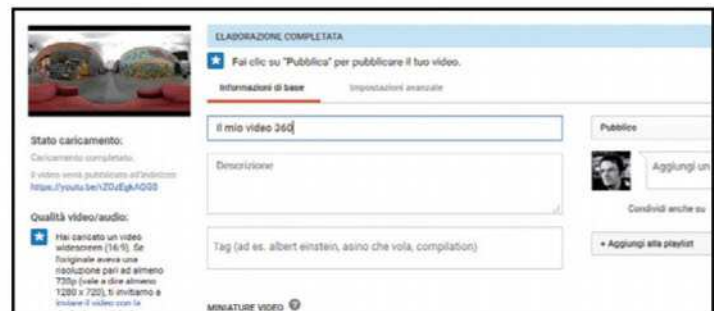 ELABORAZIONE COMPLETATA
Fai clic su "Pubblica" per pubblicare il tuo video.
Informazioni di base
Impostazioni avanzate
Il mio video 360
Pubblico
Stato caricamento:
Caricamento completato.
Il video verrà pubblicato all'indirizzo:
Descrizione
Aggiungi un
Condividi anche su
Qualità video/audio:
Hai caricato un video
widescreen (16:9). Se
l'originale aveva una
risoluzione pari ad almeno
720p (vale a dire almeno
1280 x 720), ti invitiamo a
inviare il video con la
Tag (ad es. albert einstein, asino che vola, compilation)
+ Aggiungi alla playlist
MINIATURE VIDEO